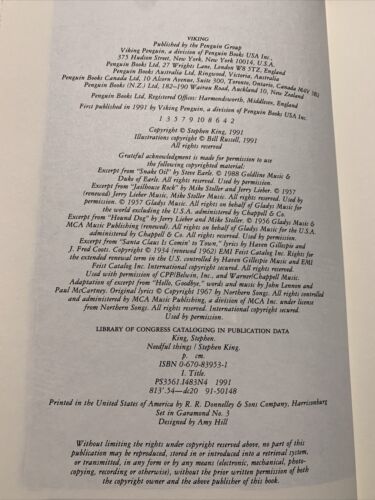 VIKING
Published by the Penguin Group
Viking Penguin, a division of Penguin Books USA Inc.,
375 Hudson Street, New York, New York 10014, U.S.A.
Penguin Books Ltd, 27 Wrights Lane, London W8 5TZ, England
Penguin Books Australia Ltd, Ringwood, Victoria, Australia
Penguin Books Canada Ltd, 10 Alcorn Avenue, Suite 300, Toronto, Ontario, Canada M4V 3B2
Penguin Books (N.Z.) Ltd, 182–190 Wairau Road, Auckland 10, New Zealand
Penguin Books Ltd, Registered Offices: Harmondsworth, Middlesex, England
First published in 1991 by Viking Penguin, a division of Penguin Books USA Inc.
1 3 5 7 9 10 8 6 4 2
Copyright © Stephen King, 1991
Illustrations copyright © Bill Russell, 1991
All rights reserved
Grateful acknowledgment is made for permission to use
the following copyrighted material:
Excerpt from "Snake Oil" by Steve Earle. © 1988 Goldline Music &
Duke of Earle. All rights reserved. Used by permission.
Excerpt from "Jailhouse Rock" by Mike Stoller and Jerry Lieber. © 1957
(renewed) Jerry Lieber Music, Mike Stoller Music. All rights reserved. Used by
permission. © 1957 Gladys Music. All rights on behalf of Gladys Music for
the world excluding the U.S.A. administered by Chappell & Co.
Excerpt from "Hound Dog" by Jerry Lieber and Mike Stoller. © 1956 Gladys Music &
MCA Music Publishing (renewed). All rights on behalf of Gladys Music for the U.S.A.
administered by Chappell & Co. All rights reserved. Used by permission.
Excerpt from "Santa Claus Is Comin' to Town," lyrics by Haven Gillespie and
J. Fred Coots. Copyright © 1934 (renewed 1962) EMI Feist Catalog Inc. Rights for
the extended renewal term in the U.S. controlled by Haven Gillespie Music and EMI
Feist Catalog Inc. International copyright secured. All rights reserved.
Used with permission of CPP/Belwin, Inc., and Warner/Chappell Music.
Adaptation of excerpt from "Hello, Goodbye," words and music by John Lennon and
Paul McCartney. Original lyrics © Copyright 1967 by Northern Songs. All rights controlled
and administered by MCA Music Publishing, a division of MCA Inc. under license
from Northern Songs. All rights reserved. International copyright secured.
Used by permission.
LIBRARY OF CONGRESS CATALOGING IN PUBLICATION DATA
King, Stephen.
Needful things / Stephen King.
p. cm.
ISBN 0-670-83953-1
I. Title.
PS3561.I483N4 1991
813'.54—dc20 91-50148
Printed in the United States of America by R. R. Donnelley & Sons Company, Harrisonburg
Set in Garamond No. 3
Designed by Amy Hill
Without limiting the rights under copyright reserved above, no part of this
publication may be reproduced, stored in or introduced into a retrieval system,
or transmitted, in any form or by any means (electronic, mechanical, photo-
copying, recording or otherwise), without the prior written permission of both
the copyright owner and the above publisher of this book.